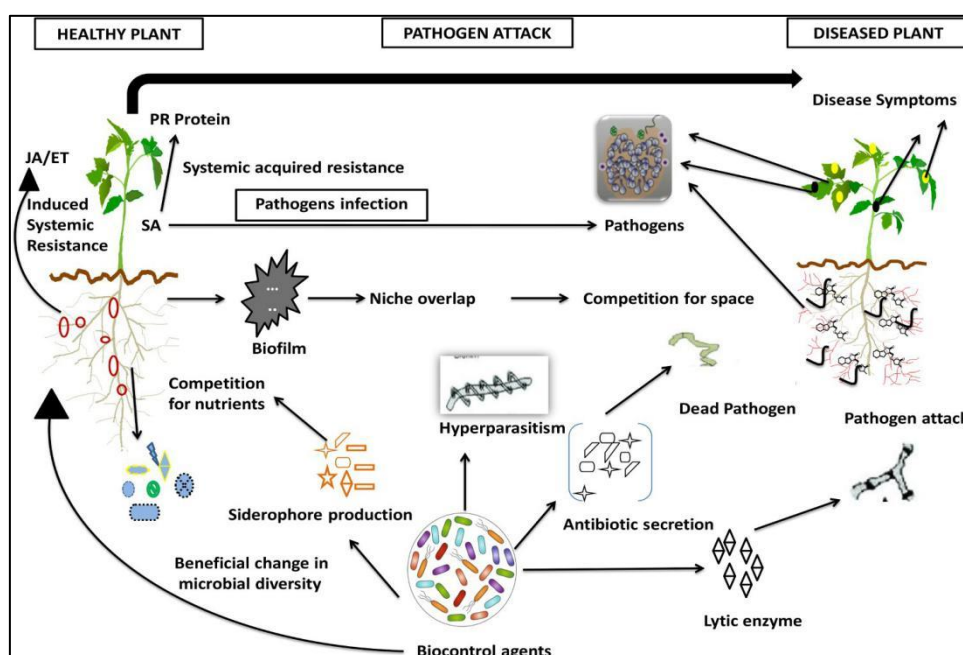 HEALTHY PLANT
PATHOGEN ATTACK
DISEASED PLANT
PR Protein
Disease Symptoms
JA/ET
Systemic acquired resistance
Induced
Systemic
Resistance
SA
Pathogens infection
Pathogens
Biofilm
Niche overlap
Competition for space
Competition
for nutrients
Hyperparasitism
Dead Pathogen
Pathogen attack
Siderophore production
Antibiotic secretion
Beneficial change in
microbial diversity
Lytic enzyme
Biocontrol agents